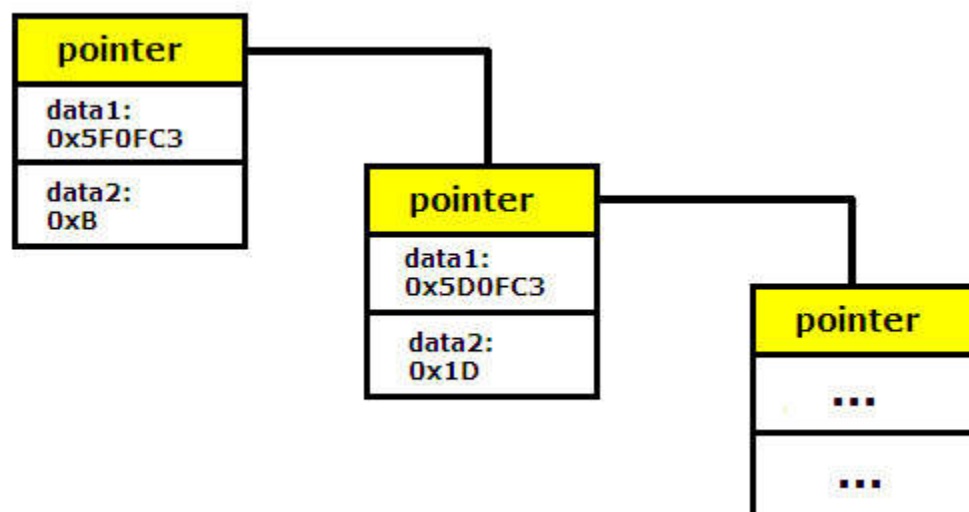 pointer
data1:
0x5F0FC3
data2:
0xB
pointer
data1:
0x5D0FC3
data2:
0x1D
pointer
...
...